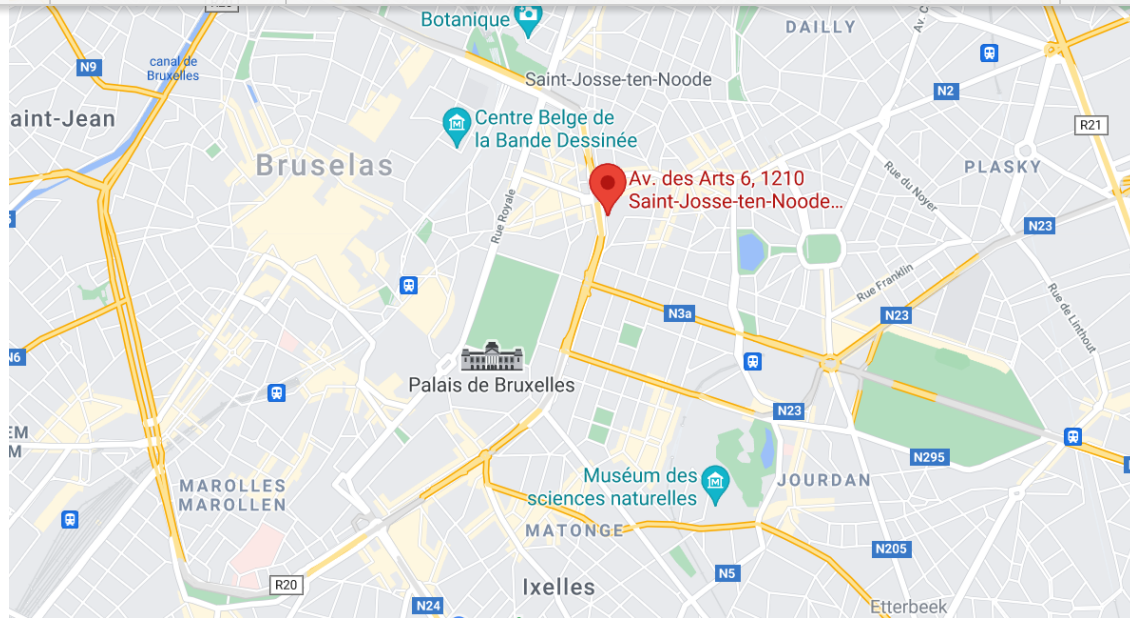 Botanique
DAILLY
N9
canal de
Bruxelles
Saint-Josse-ten-Noode
N2
aint-Jean
Centre Belge de
la Bande Dessinée
R21
Bruselas
PLASKY
Av. des Arts 6, 1210
Saint-Josse-ten-Noode...
Rue du Noyer
Rue Royale
N23
Rue Franklin
N3a
N23
Rue de Linthout
N6
Palais de Bruxelles
N23
EM
M
N295
Muséum des
sciences naturelles
JOURDAN
MAROLLES
MAROLLEN
MATONGE
N205
N5
R20
Ixelles
N24
Etterbeek